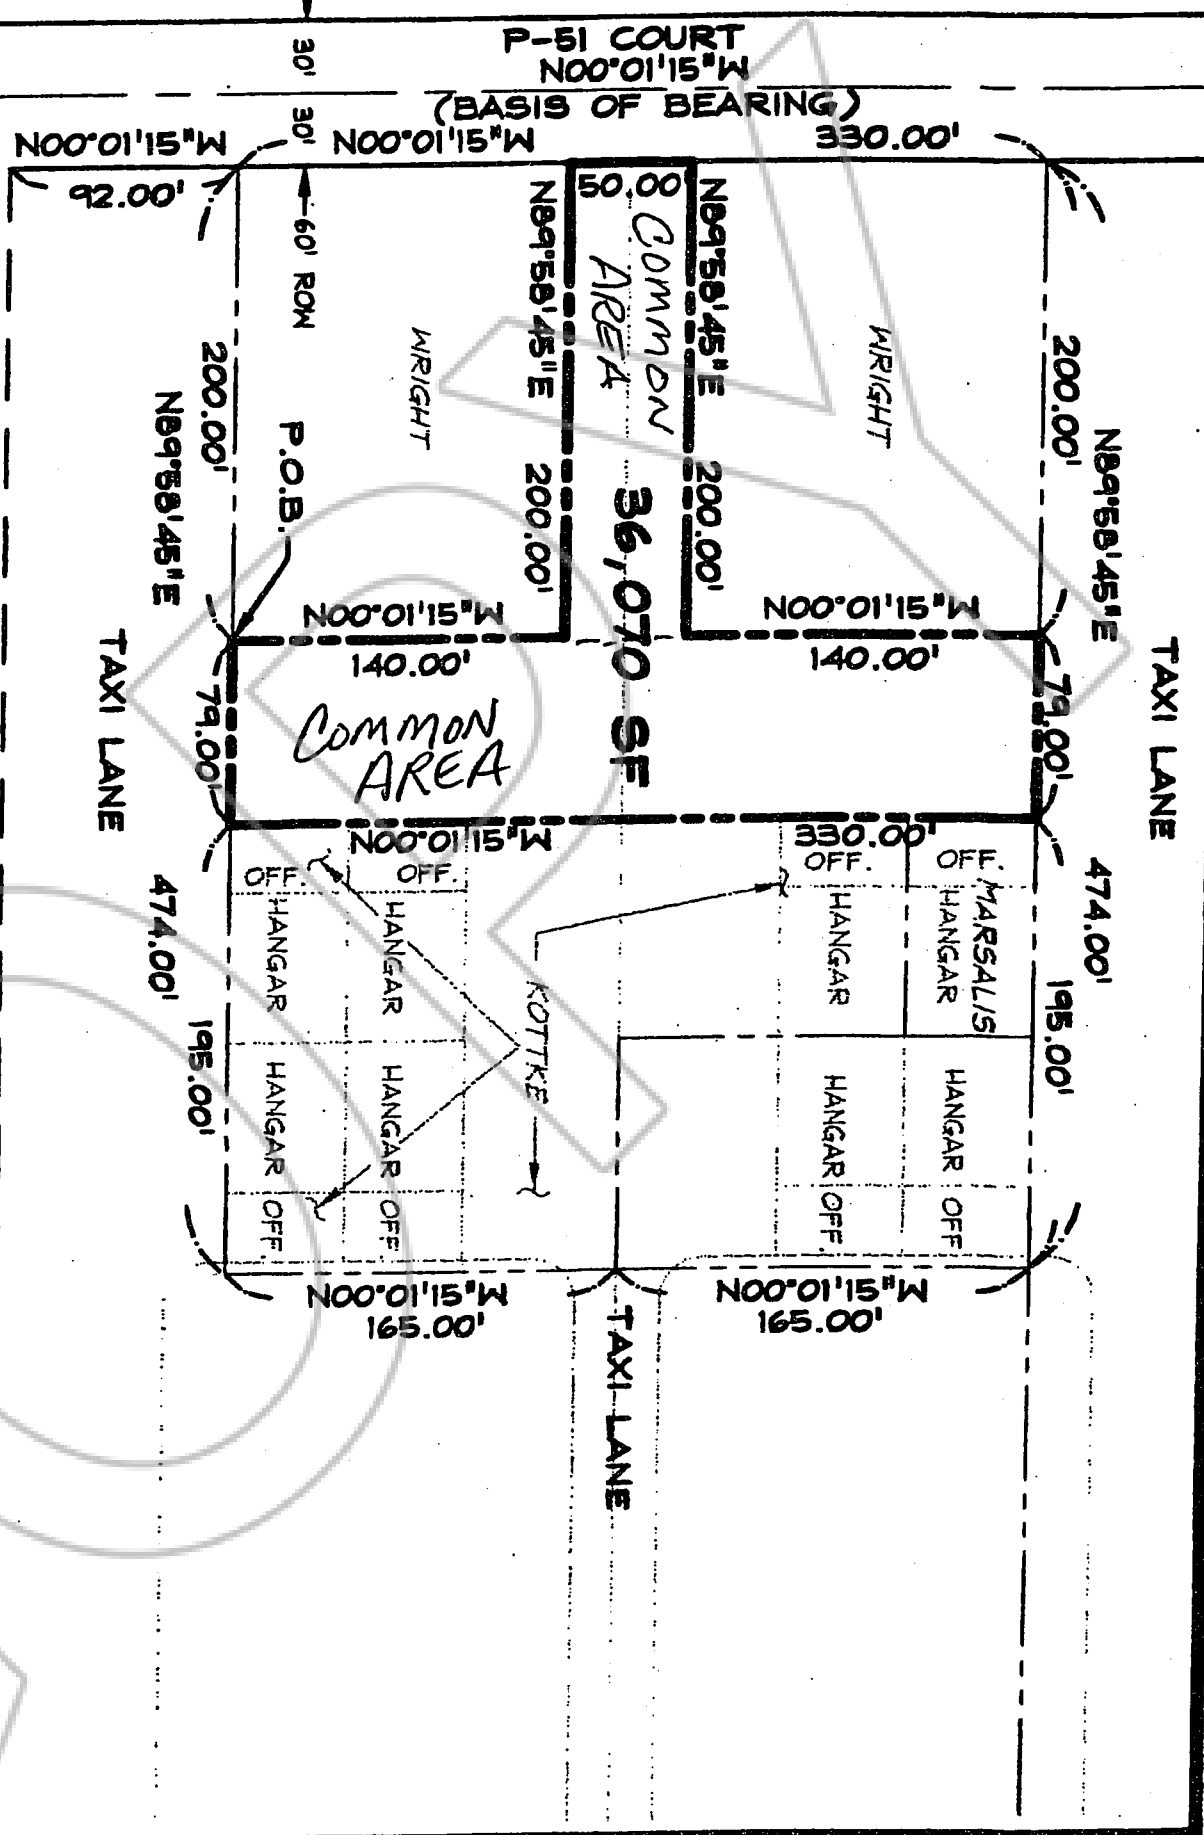 P-51 COURT
N00°01'15"W
(BASIS OF BEARING)
30'
30'
N00°01'15"W
N00°01'15"W
330.00'
92.00'
60' ROW
50.00'
N89°58'45"E
200.00'
N89°58'45"E
200.00'
COMMON
AREA
WRIGHT
WRIGHT
200.00'
N89°58'45"E
200.00'
N89°58'45"E
P.O.B.
36,070 SF
N00°01'15"W
140.00'
N00°01'15"W
140.00'
TAXI LANE
TAXI LANE
79.00'
79.00'
COMMON
AREA
N00°01'15"W
330.00'
OFF.
OFF.
OFF.
OFF.
MARSALIS
HANGAR
HANGAR
HANGAR
HANGAR
474.00'
195.00'
474.00'
195.00'
KOTTKE
HANGAR
HANGAR
HANGAR
HANGAR
OFF.
OFF.
OFF.
OFF
N00°01'15"W
165.00'
N00°01'15"W
165.00'
TAXI LANE
COPY